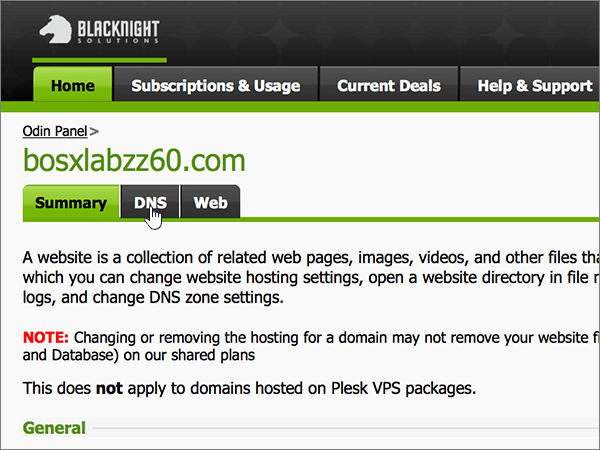 BLACKNIGHT
SOLUTIONS
Home
Subscriptions & Usage
Current Deals
Help & Support
Odin Panel>
bosxlabzz60.com
Summary
DNS
Web
A website is a collection of related web pages, images, videos, and other files tha
which you can change website hosting settings, open a website directory in file
logs, and change DNS zone settings.
NOTE: Changing or removing the hosting for a domain may not remove your website fi
and Database) on our shared plans
This does not apply to domains hosted on Plesk VPS packages.
General